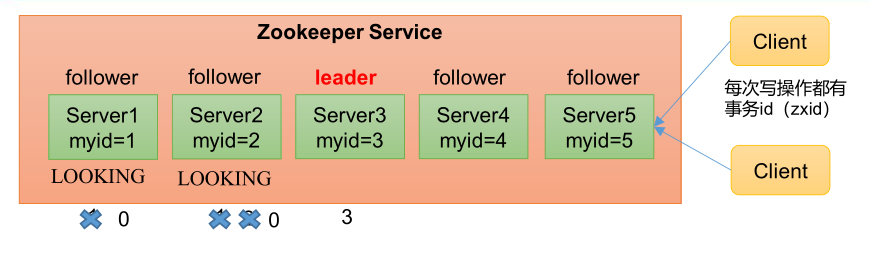 Zookeeper Service
follower
follower
leader
follower
follower
Server1
myid=1
Server2
myid=2
Server3
myid=3
Server4
myid=4
Server5
myid=5
LOOKING
LOOKING
0
0
3
Client
每次写操作都有
事务id（zxid）
Client